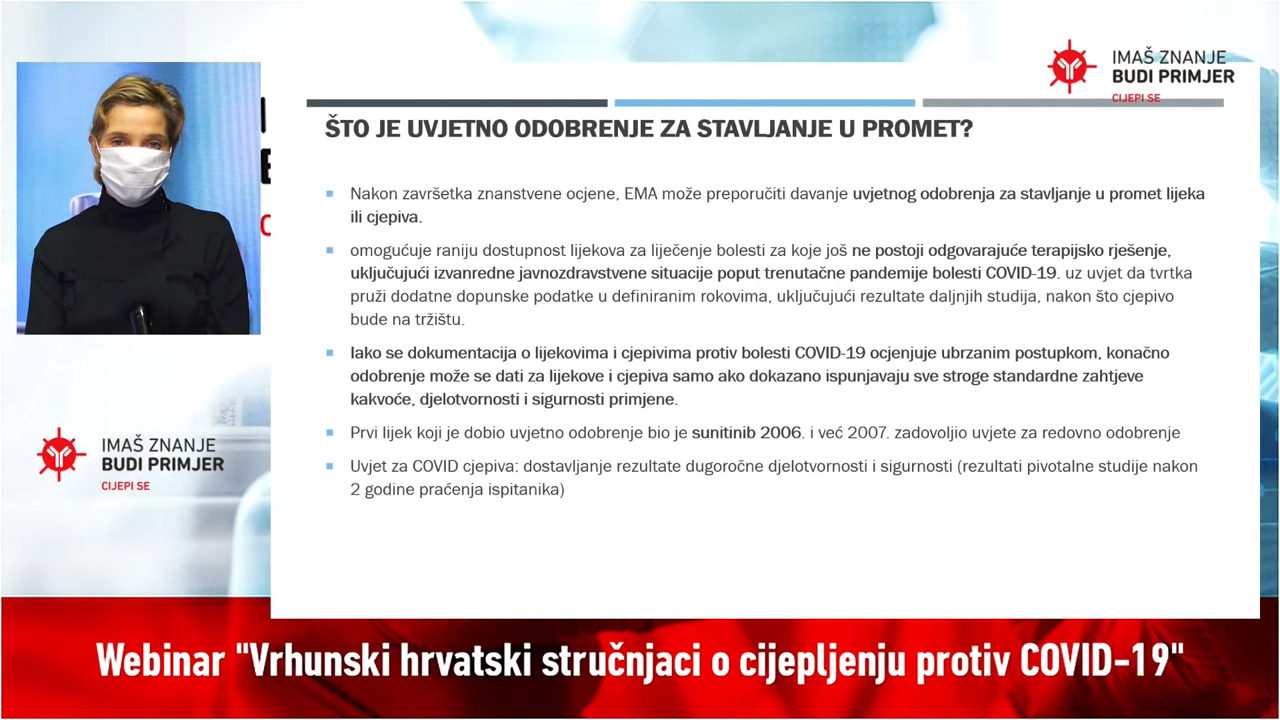 IMAŠ ZNANJE
BUDI PRIMJER
CIJEPI SE
ŠTO JE UVJETNO ODOBRENJE ZA STAVLJANJE U PROMET?
Nakon završetka znanstvene ocjene, EMA može preporučiti davanje uvjetnog odobrenja za stavljanje u promet lijeka
ili cjepiva.
omogućuje raniju dostupnost lijekova za liječenje bolesti za koje još ne postoji odgovarajuće terapijsko rješenje,
uključujući izvanredne javnozdravstvene situacije poput trenutačne pandemije bolesti COVID-19. uz uvjet da tvrtka
pruži dodatne dopunske podatke u definiranim rokovima, uključujući rezultate daljnjih studija, nakon što cjepivo
bude na tržištu.
Iako se dokumentacija o lijekovima i cjepivima protiv bolesti COVID-19 ocjenjuje ubrzanim postupkom, konačno
odobrenje može se dati za lijekove i cjepiva samo ako dokazano ispunjavaju sve stroge standardne zahtjeve
kakvoće, djelotvornosti i sigurnosti primjene.
Prvi lijek koji je dobio uvjetno odobrenje bio je sunitinib 2006. i već 2007. zadovoljio uvjete za redovno odobrenje
Uvjet za COVID cjepiva: dostavljanje rezultate dugoročne djelotvornosti i sigurnosti (rezultati pivotalne studije nakon
2 godine praćenja ispitanika)
IMAŠ ZNANJE
BUDI PRIMJER
CIJEPI SE
Webinar "Vrhunski hrvatski stručnjaci o cijepljenju protiv COVID-19"